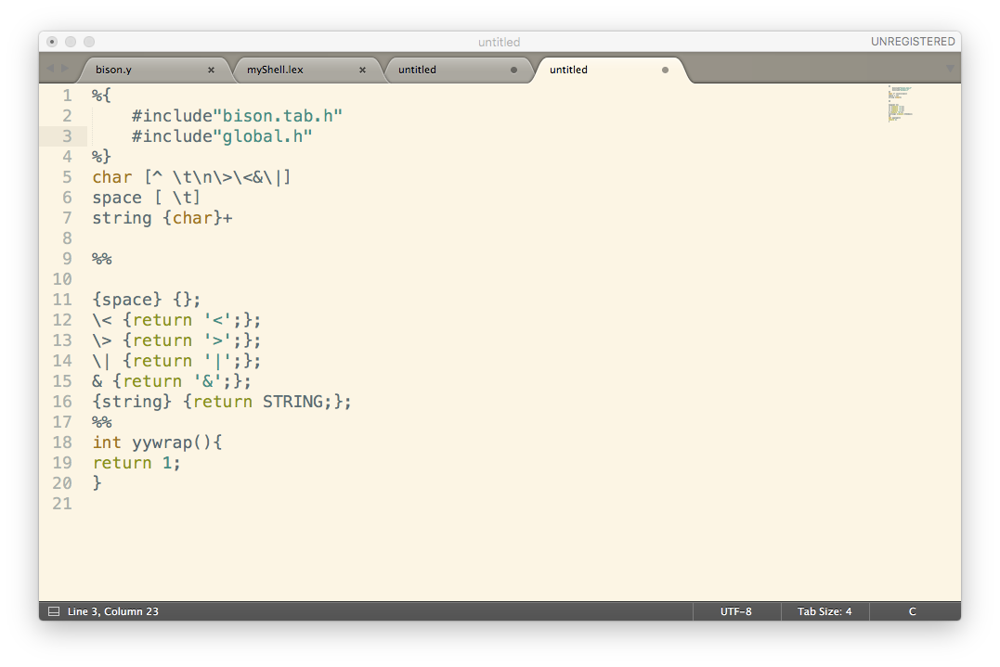 untitled
UNREGISTERED
bison.y
myShell.lex
untitled
untitled
1 %{
2     #include"bison.tab.h"
3     #include"global.h"
4 %}
5 char [^ \t\n\>\<&\|]
6 space [ \t]
7 string {char}+
8
9 %%
10
11 {space} {};
12 \< {return '<';};
13 \> {return '>';};
14 \| {return '|';};
15 & {return '&';};
16 {string} {return STRING;};
17 %%
18 int yywrap(){
19 return 1;
20 }
21
Line 3, Column 23
UTF-8
Tab Size: 4
C